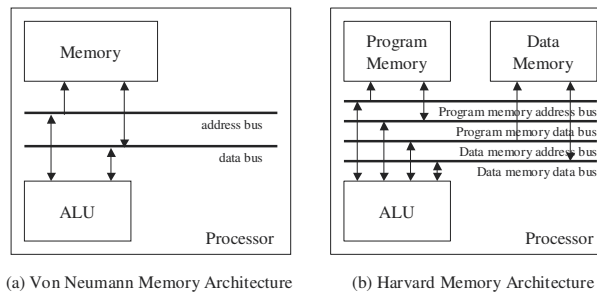 Memory
address bus
data bus
ALU
Processor
(a) Von Neumann Memory Architecture
Program
Memory
Data
Memory
Program memory address bus
Program memory data bus
Data memory address bus
Data memory data bus
ALU
Processor
(b) Harvard Memory Architecture